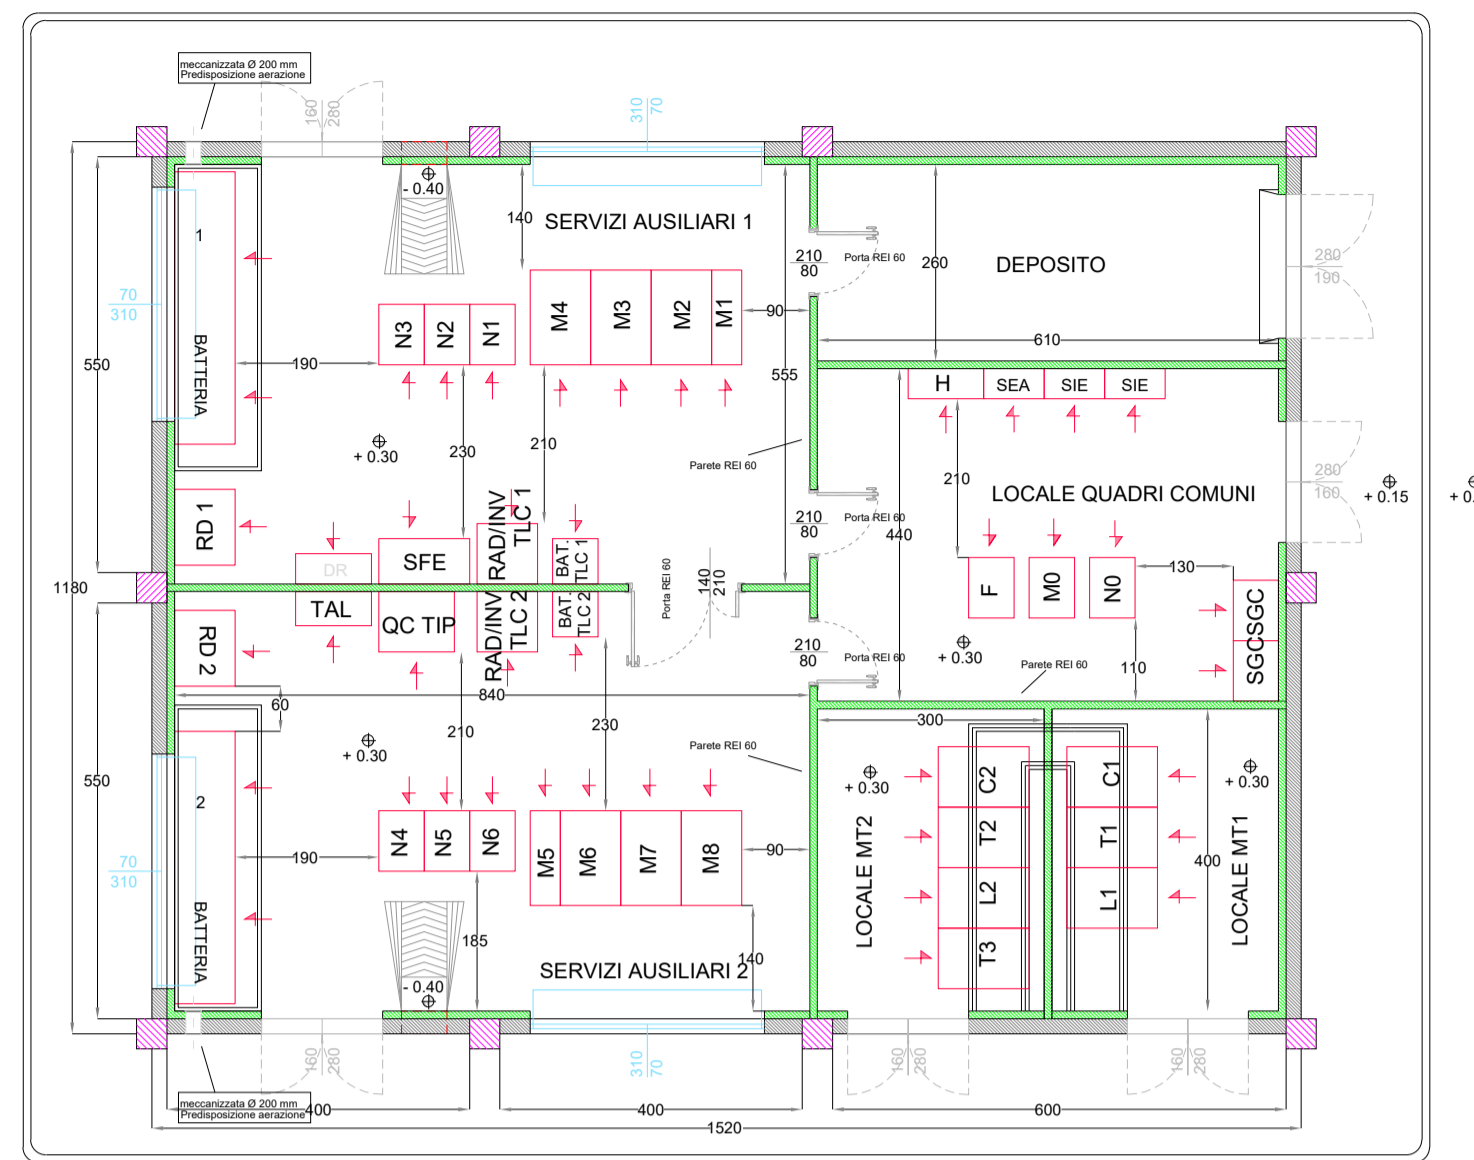 meccanizzata Ø 200 mm
Predisposizione aerazione
160
280
310
70
- 0.40
140
SERVIZI AUSILIARI 1
210
80
Porta REI 60
260
DEPOSITO
280
190
1
BATTERIA
70
310
550
190
N3
N2
N1
M4
M3
M2
M1
90
610
555
H
SEA
SIE
SIE
+ 0.30
230
210
Parete REI 60
210
LOCALE QUADRI COMUNI
280
160
+ 0.15
RD 1
DR
SFE
RAD/INV
TLC 1
BAT.
TLC 1
210
80
Porta REI 60
440
F
M0
N0
130
1180
TAL
QC TIP
RAD/INV
TLC 2
BAT.
TLC 2
Porta REI 60
140
210
210
80
Porta REI 60
+ 0.30
Parete REI 60
110
SGC
SGC
RD 2
60
840
210
230
300
+ 0.30
Parete REI 60
550
2
BATTERIA
70
310
190
N4
N5
N6
M5
M6
M7
M8
90
+ 0.30
LOCALE MT2
C2
T2
L2
T3
C1
T1
L1
400
+ 0.30
LOCALE MT1
185
- 0.40
SERVIZI AUSILIARI 2
140
160
280
310
70
160
280
160
280
meccanizzata Ø 200 mm
Predisposizione aerazione
400
400
600
1520